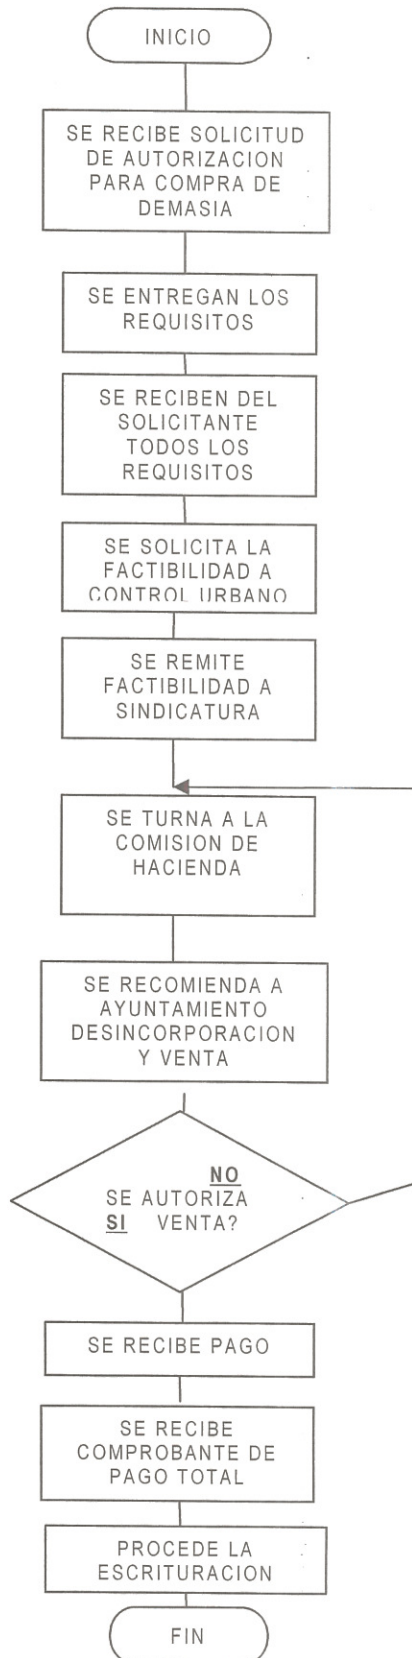 INICIO
SE RECIBE SOLICITUD
DE AUTORIZACION
PARA COMPRA DE
DEMASIA
SE ENTREGAN LOS
REQUISITOS
SE RECIBEN DEL
SOLICITANTE
TODOS LOS
REQUISITOS
SE SOLICITA LA
FACTIBILIDAD A
CONTROL URBANO
SE REMITE
FACTIBILIDAD A
SINDICATURA
SE TURNA A LA
COMISION DE
HACIENDA
SE RECOMIENDA A
AYUNTAMIENTO
DESINCORPORACION
Y VENTA
NO
SE AUTORIZA
SI VENTA?
SE RECIBE PAGO
SE RECIBE
COMPROBANTE DE
PAGO TOTAL
PROCEDE LA
ESCRITURACION
FIN